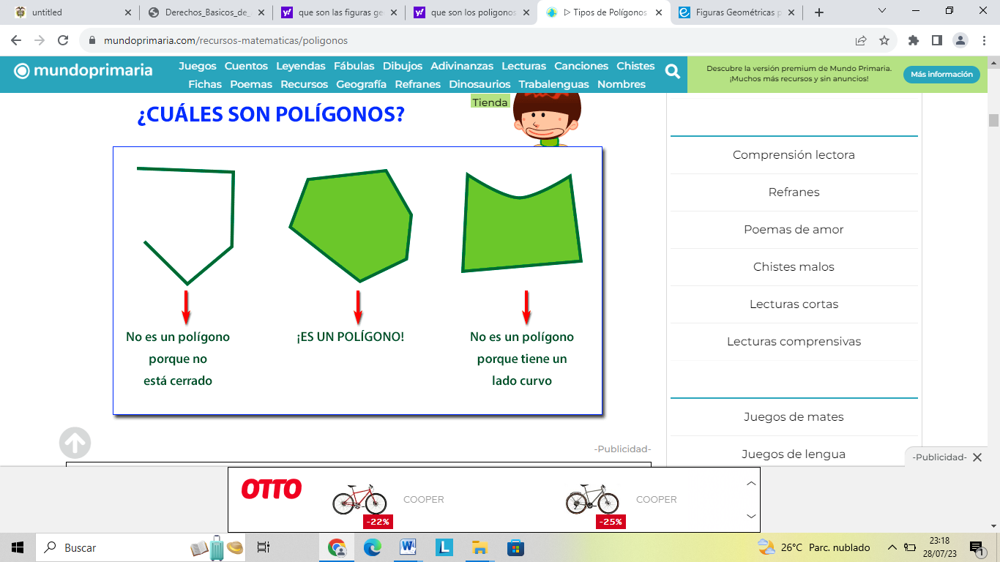 untitled
Derechos_Basicos_de_
que son las figuras ge
que son los poligonos
▷ Tipos de Polígonos
Figuras Geométricas p
mundoprimaria.com/recursos-matematicas/poligonos
mundoprimaria
Juegos Cuentos Leyendas Fábulas Dibujos Adivinanzas Lecturas Canciones Chistes
Fichas Poemas Recursos Geografía Refranes Dinosaurios Trabalenguas Nombres
Tienda
Descubre la versión premium de Mundo Primaria.
¡Muchos más recursos y sin anuncios!
Más información
¿CUÁLES SON POLÍGONOS?
No es un polígono
porque no
está cerrado
¡ES UN POLÍGONO!
No es un polígono
porque tiene un
lado curvo
Comprensión lectora
Refranes
Poemas de amor
Chistes malos
Lecturas cortas
Lecturas comprensivas
Juegos de mates
Juegos de lengua
-Publicidad-
-Publicidad-
OTTO
COOPER
-22%
COOPER
-25%
Buscar
26°C Parc. nublado
23:18
28/07/23
1